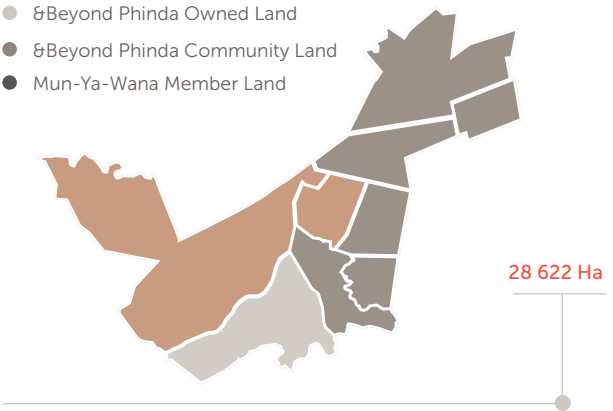 &Beyond Phinda Owned Land
&Beyond Phinda Community Land
Mun-Ya-Wana Member Land
28 622 Ha